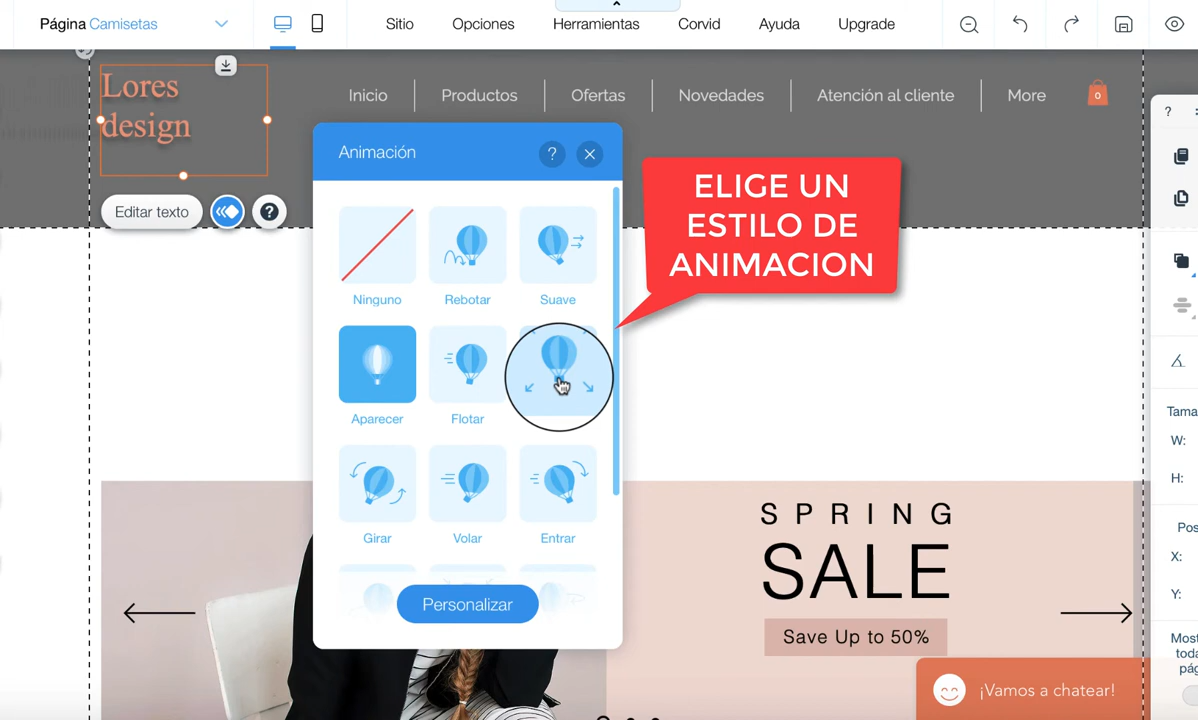 Página Camisetas
Sitio
Opciones
Herramientas
Corvid
Ayuda
Upgrade
Lores
design
Inicio
Productos
Ofertas
Novedades
Atención al cliente
More
0
?
Editar texto
?
Animación
?
ELIGE UN
ESTILO DE
ANIMACION
Ninguno
Rebotar
Suave
Aparecer
Flotar
Girar
Volar
Entrar
Personalizar
Tama
W:
H:
Pos
X:
Y:
Most
toda
pág
SPRING
SALE
Save Up to 50%
¡Vamos a chatear!